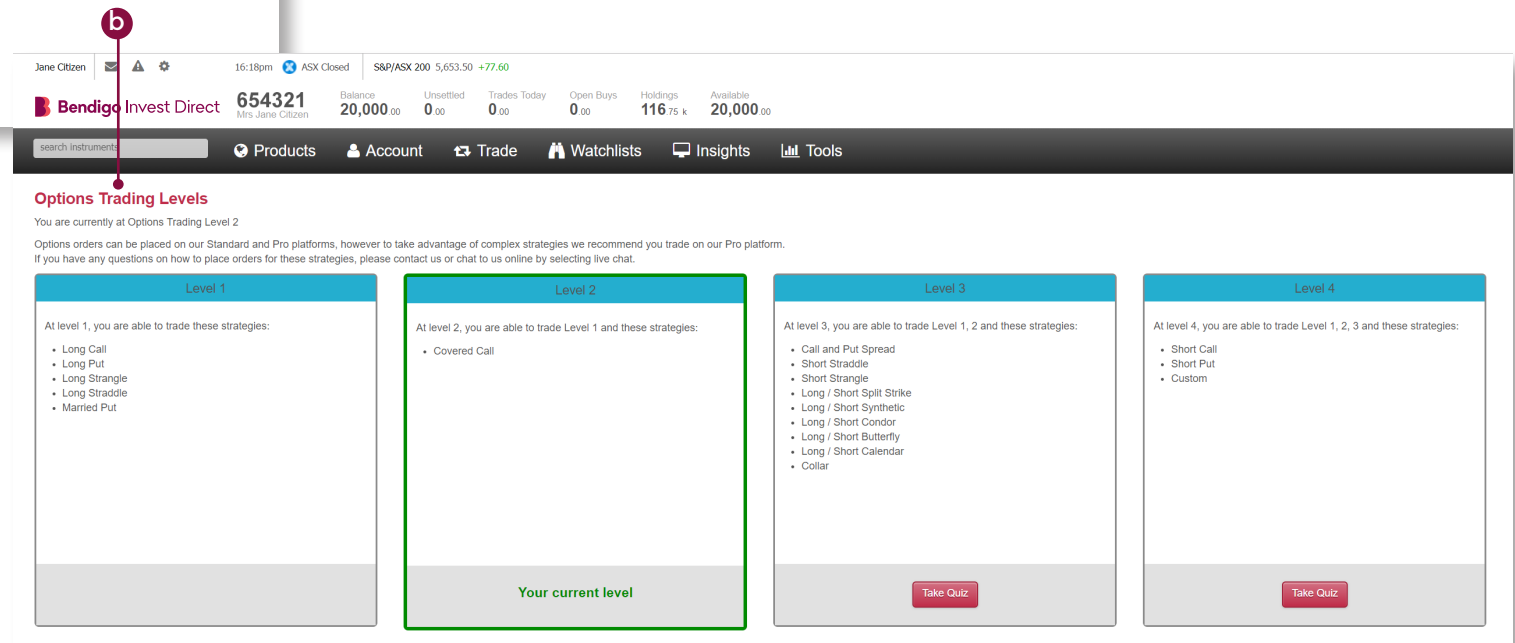 b
Jane Citizen 16:18pm ASX Closed S&P/ASX 200 5,653.50 +77.60
Bendigo Invest Direct
654321
Mrs Jane Citizen
Balance
20,000.00
Unsettled
0.00
Trades Today
0.00
Open Buys
0.00
Holdings
116.75 k
Available
20,000.00
search instruments Products Account Trade Watchlists Insights Tools
Options Trading Levels
You are currently at Options Trading Level 2
Options orders can be placed on our Standard and Pro platforms, however to take advantage of complex strategies we recommend you trade on our Pro platform.
If you have any questions on how to place orders for these strategies, please contact us or chat to us online by selecting live chat.
Level 1
At level 1, you are able to trade these strategies:
• Long Call
• Long Put
• Long Strangle
• Long Straddle
• Married Put
Level 2
At level 2, you are able to trade Level 1 and these strategies:
• Covered Call
Your current level
Level 3
At level 3, you are able to trade Level 1, 2 and these strategies:
• Call and Put Spread
• Short Straddle
• Short Strangle
• Long / Short Split Strike
• Long / Short Synthetic
• Long / Short Condor
• Long / Short Butterfly
• Long / Short Calendar
• Collar
Take Quiz
Level 4
At level 4, you are able to trade Level 1, 2, 3 and these strategies:
• Short Call
• Short Put
• Custom
Take Quiz